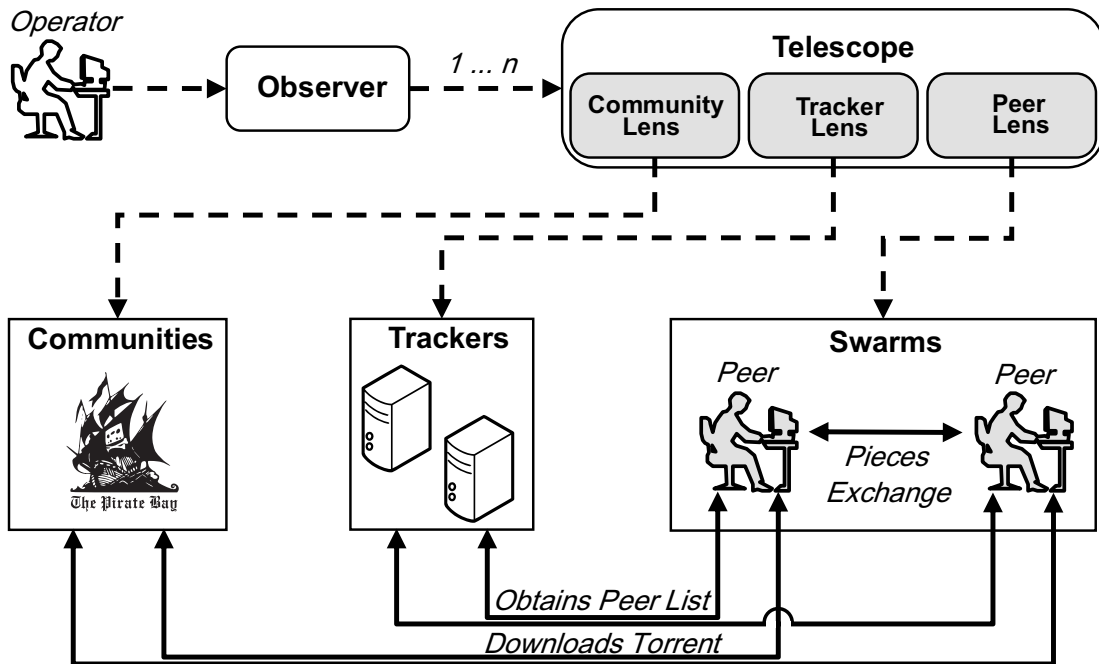 Operator
Observer
1 ... n
Telescope
Community
Lens
Tracker
Lens
Peer
Lens
Communities
The Pirate Bay
Trackers
Swarms
Peer
Peer
Pieces
Exchange
Obtains Peer List
Downloads Torrent